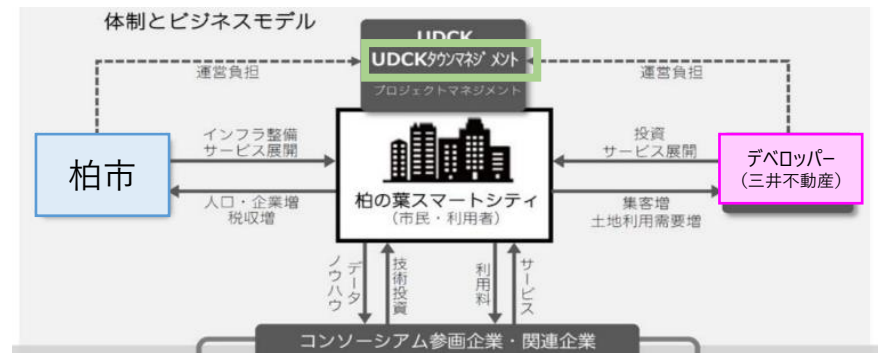 体制とビジネスモデル
UDCK
UDCKタウンマネジメント
プロジェクトマネジメント
運営負担
運営負担
柏市
インフラ整備
サービス展開
人口・企業増
税収増
柏の葉スマートシティ
(市民・利用者)
投資
サービス展開
集客増
土地利用需要増
デベロッパー
(三井不動産)
データ
ノウハウ
技術投資
利用料
サービス
コンソーシアム参画企業・関連企業